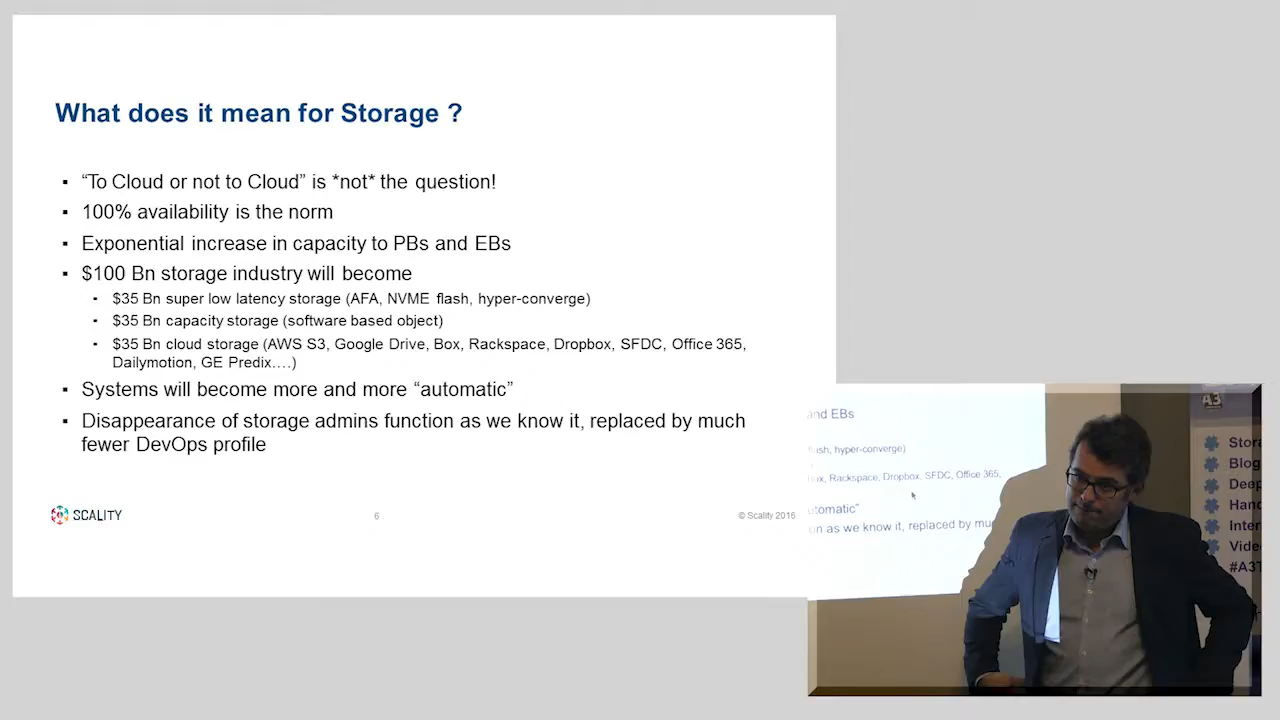 What does it mean for Storage ?
▪ “To Cloud or not to Cloud” is *not* the question!
▪ 100% availability is the norm
▪ Exponential increase in capacity to PBs and EBs
▪ $100 Bn storage industry will become
▪ $35 Bn super low latency storage (AFA, NVME flash, hyper-converge)
▪ $35 Bn capacity storage (software based object)
▪ $35 Bn cloud storage (AWS S3, Google Drive, Box, Rackspace, Dropbox, SFDC, Office 365,
Dailymotion, GE Predix….)
▪ Systems will become more and more “automatic”
▪ Disappearance of storage admins function as we know it, replaced by much
fewer DevOps profile
SCALITY
6
© Scality 2016
and EBs
hyper-converge)
Rackspace, Dropbox, SFDC, Office 365,
as we know it, replaced by
A3
#A3